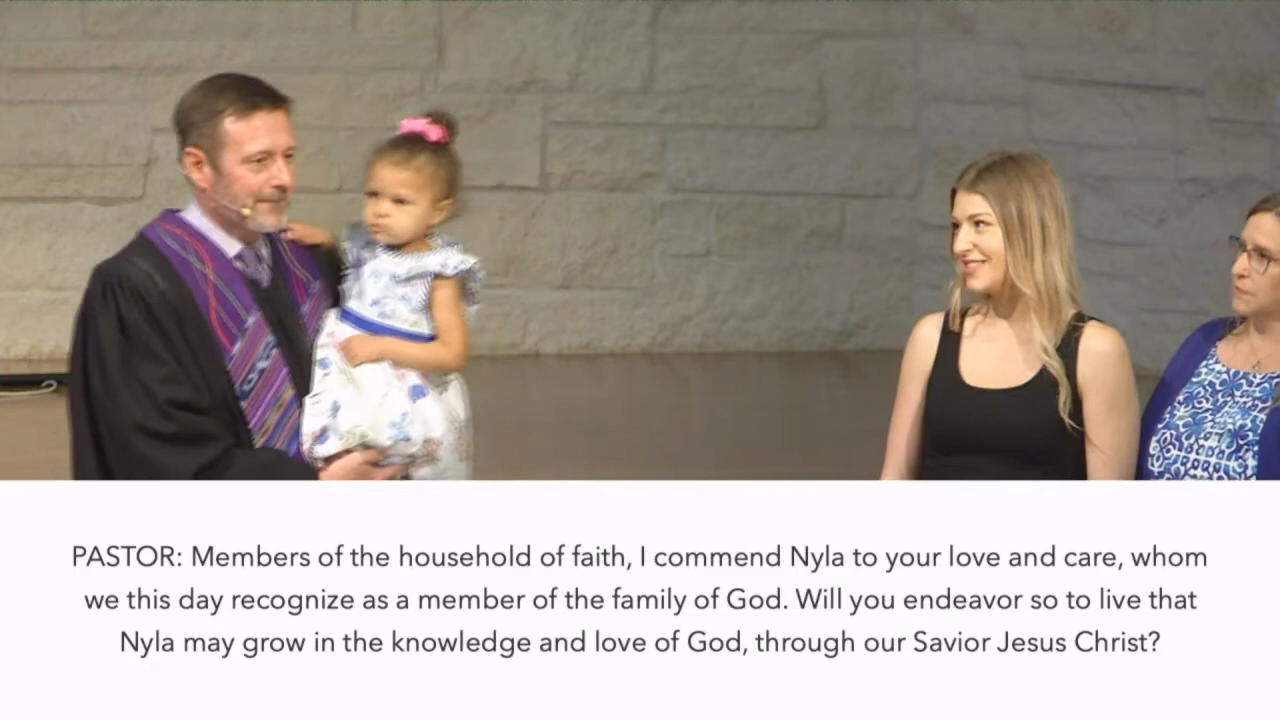 PASTOR: Members of the household of faith, I commend Nyla to your love and care, whom
we this day recognize as a member of the family of God. Will you endeavor so to live that
Nyla may grow in the knowledge and love of God, through our Savior Jesus Christ?